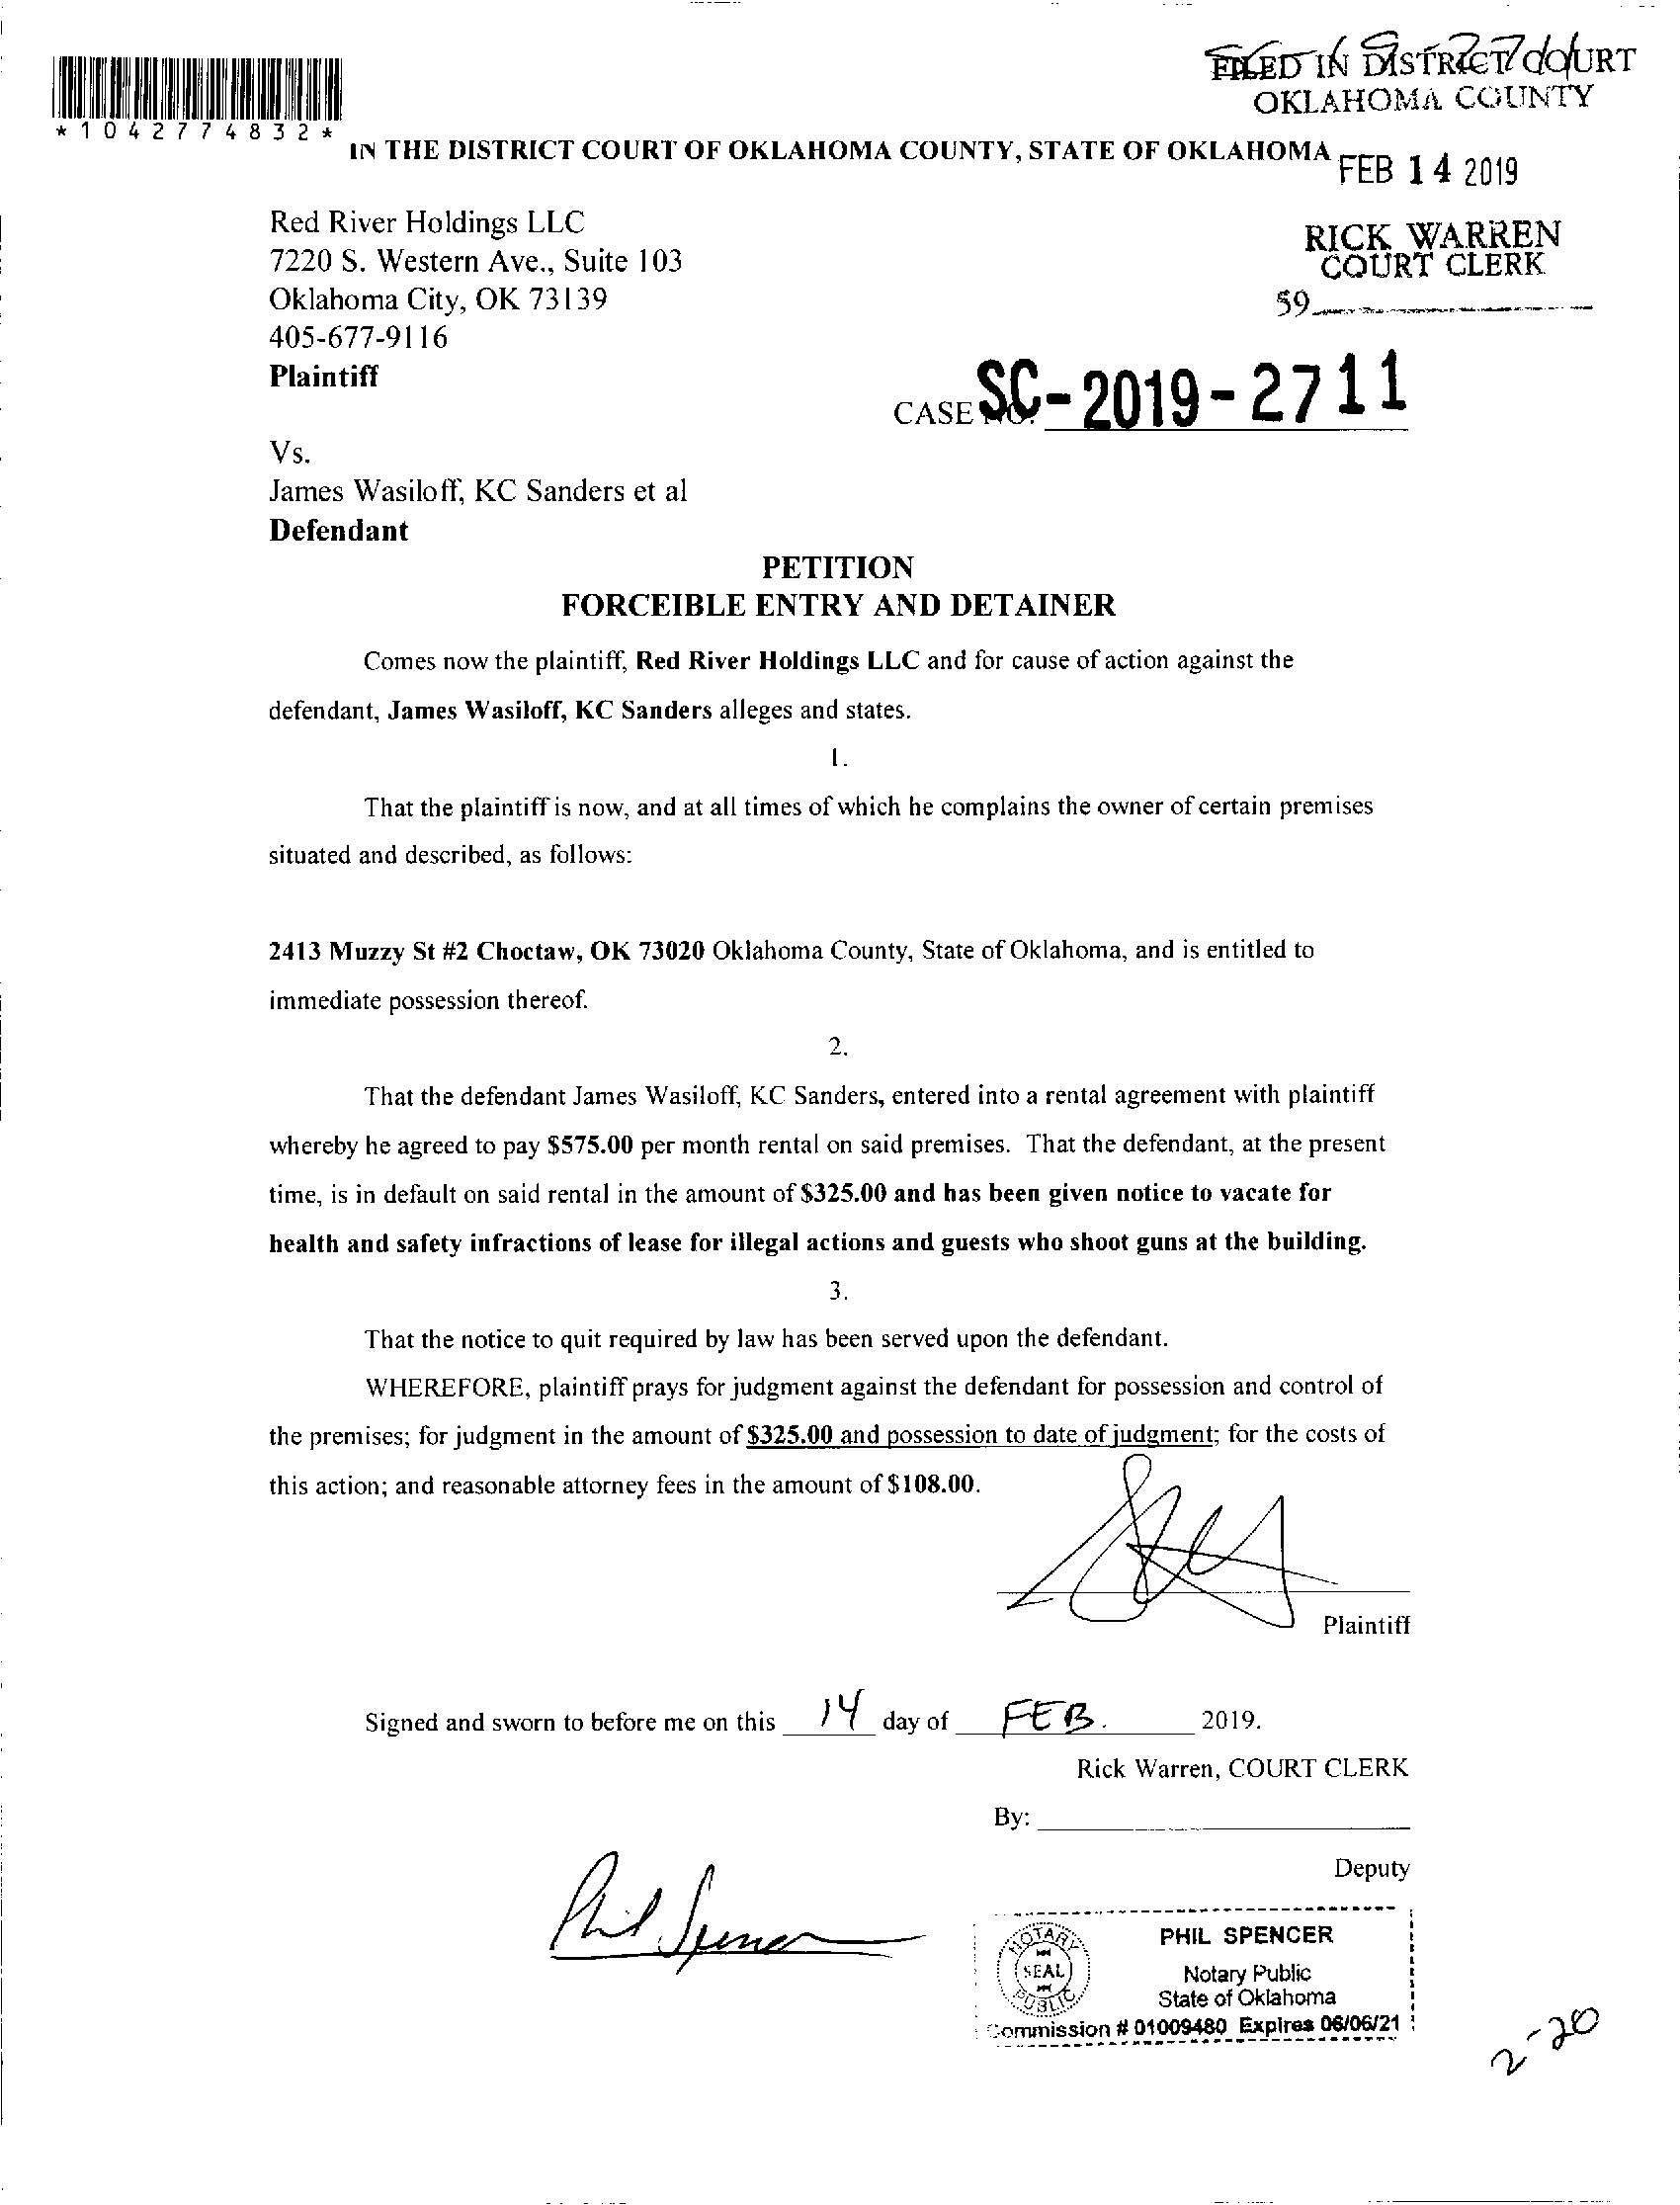 FILED IN DISTRICT COURT
OKLAHOMA COUNTY
*1042774832*
IN THE DISTRICT COURT OF OKLAHOMA COUNTY, STATE OF OKLAHOMA
FEB 14 2019
Red River Holdings LLC
7220 S. Western Ave., Suite 103
Oklahoma City, OK 73139
405-677-9116
Plaintiff
RICK WARREN
COURT CLERK
59
CASE NO. SC-2019-2711
Vs.
James Wasiloff, KC Sanders et al
Defendant
PETITION
FORCEIBLE ENTRY AND DETAINER
Comes now the plaintiff, Red River Holdings LLC and for cause of action against the
defendant, James Wasiloff, KC Sanders alleges and states.
1.
That the plaintiff is now, and at all times of which he complains the owner of certain premises
situated and described, as follows:
2413 Muzzy St #2 Choctaw, OK 73020 Oklahoma County, State of Oklahoma, and is entitled to
immediate possession thereof.
2.
That the defendant James Wasiloff, KC Sanders, entered into a rental agreement with plaintiff
whereby he agreed to pay $575.00 per month rental on said premises. That the defendant, at the present
time, is in default on said rental in the amount of $325.00 and has been given notice to vacate for
health and safety infractions of lease for illegal actions and guests who shoot guns at the building.
3.
That the notice to quit required by law has been served upon the defendant.
WHEREFORE, plaintiff prays for judgment against the defendant for possession and control of
the premises; for judgment in the amount of $325.00 and possession to date of judgment; for the costs of
this action; and reasonable attorney fees in the amount of $108.00.
Plaintiff
Signed and sworn to before me on this 14 day of FEB. 2019.
Rick Warren, COURT CLERK
By:
Deputy
Phil Spencer
NOTARY
SEAL
PUBLIC
PHIL SPENCER
Notary Public
State of Oklahoma
Commission # 01009480 Expires 06/06/21
2-20